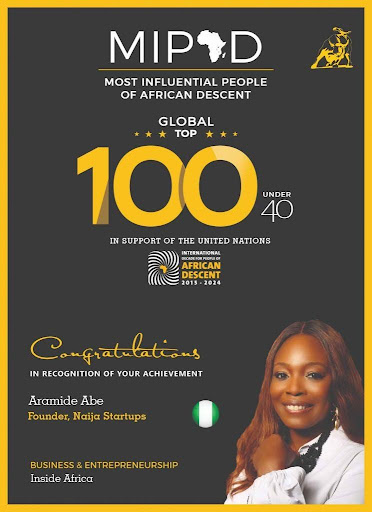 MIPAD
MOST INFLUENTIAL PEOPLE
OF AFRICAN DESCENT
GLOBAL
TOP
100
UNDER
40
IN SUPPORT OF THE UNITED NATIONS
INTERNATIONAL
DECADE FOR PEOPLE OF
AFRICAN
DESCENT
2015 - 2024
Congratulations
IN RECOGNITION OF YOUR ACHIEVEMENT
Aramide Abe
Founder, Naija Startups
BUSINESS & ENTREPRENEURSHIP
Inside Africa